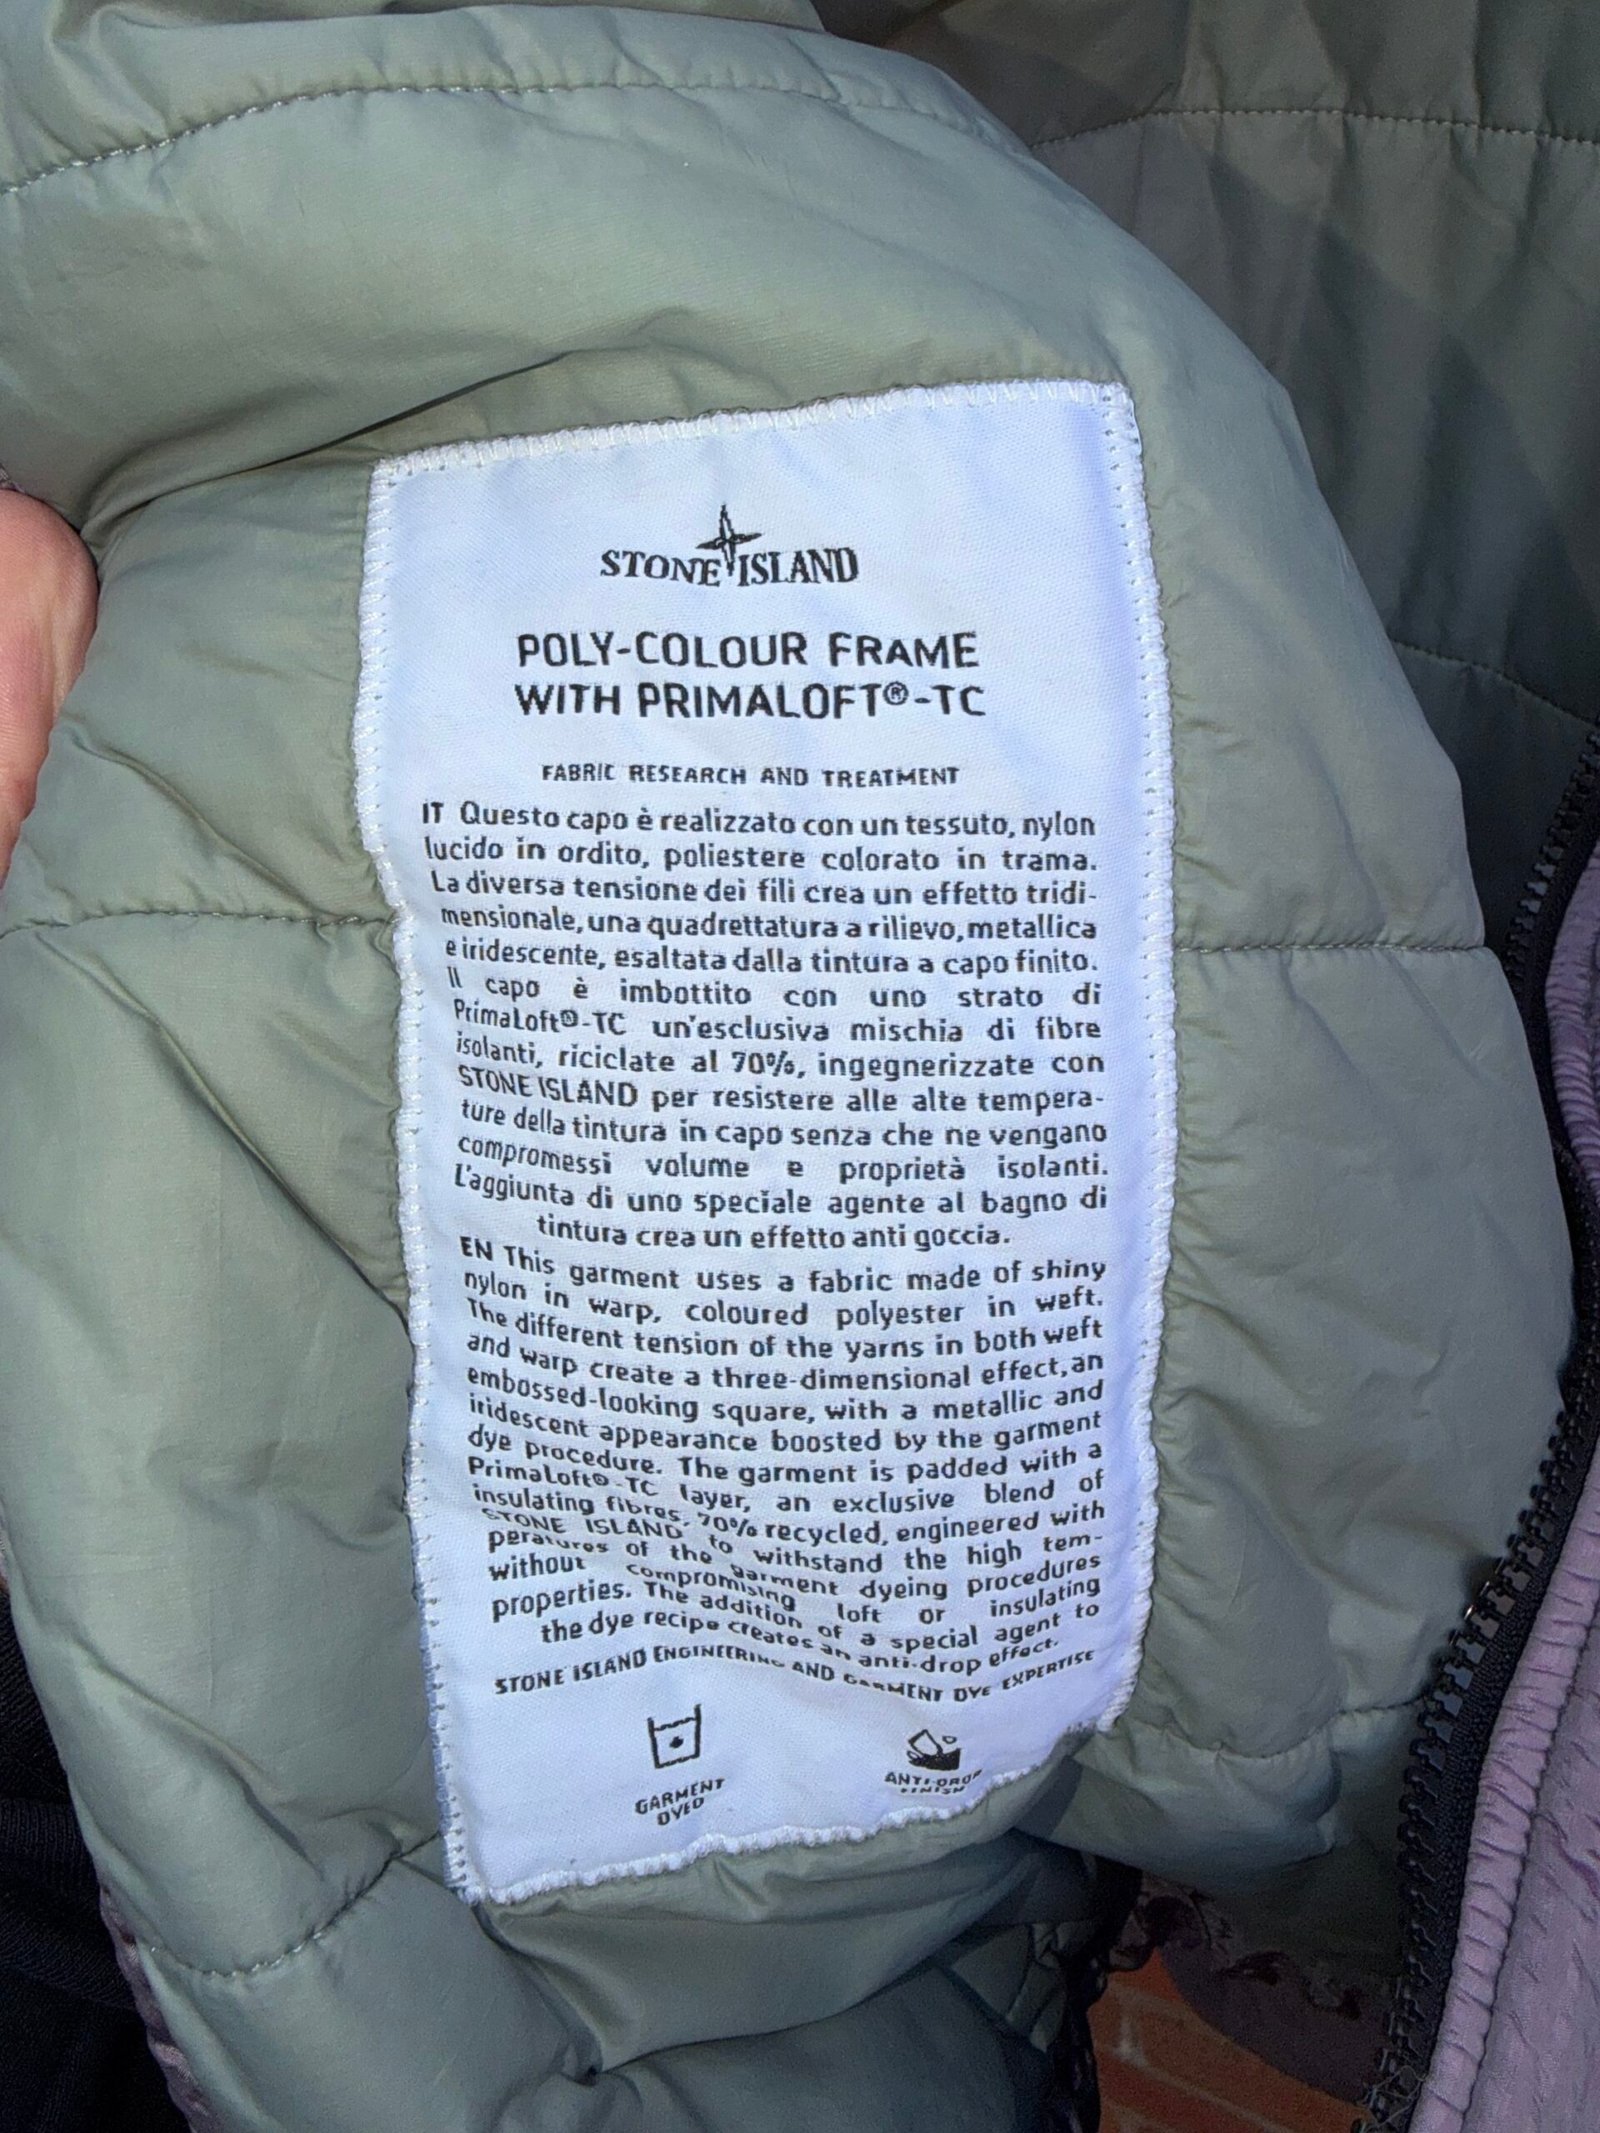 STONE ISLAND
POLY-COLOUR FRAME
WITH PRIMALOFT®-TC
FABRIC RESEARCH AND TREATMENT
IT Questo capo è realizzato con un tessuto, nylon
lucido in ordito, poliestere colorato in trama.
La diversa tensione dei fili crea un effetto tridi-
mensionale, una quadrettatura a rilievo, metallica
e iridescente, esaltata dalla tintura a capo finito.
Il capo è imbottito con uno strato di
PrimaLoft®-TC un'esclusiva mischia di fibre
isolanti, riciclate al 70%, ingegnerizzate con
STONE ISLAND per resistere alle alte tempera-
ture della tintura in capo senza che ne vengano
compromessi volume e proprietà isolanti.
L'aggiunta di uno speciale agente al bagno di
tintura crea un effetto anti goccia.
EN This garment uses a fabric made of shiny
nylon in warp, coloured polyester in weft.
The different tension of the yarns in both weft
and warp create a three-dimensional effect, an
embossed-looking square, with a metallic and
iridescent appearance boosted by the garment
dye procedure. The garment is padded with a
PrimaLoft®-TC layer, an exclusive blend of
insulating fibres, 70% recycled, engineered with
STONE ISLAND to withstand the high tem-
peratures of the garment dyeing procedures
without compromising loft or insulating
properties. The addition of a special agent to
the dye recipe creates an anti-drop effect.
STONE ISLAND ENGINEERING AND GARMENT DYE EXPERTISE
GARMENT
DYED
ANTI-DROP
FINISH